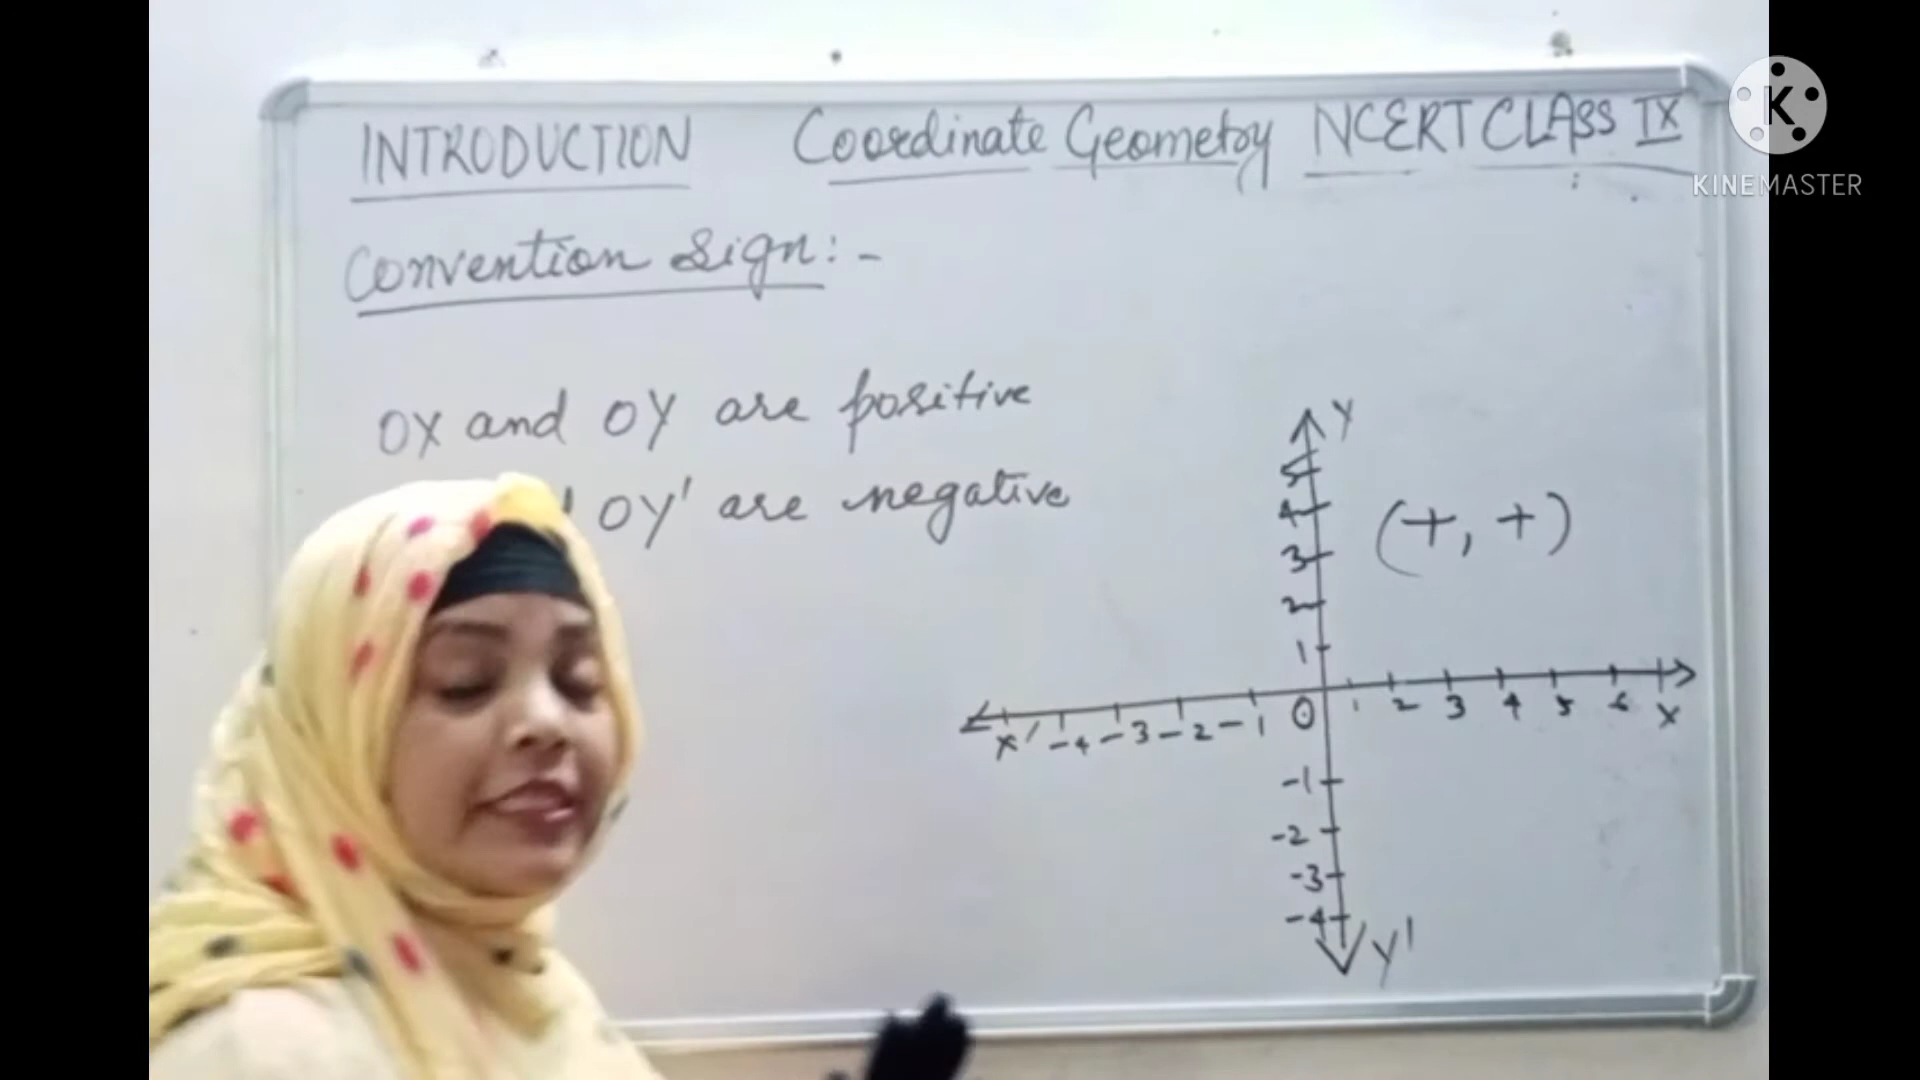 INTRODUCTION Coordinate Geometry NCERT CLASS IX
Convention Sign:-
OX and OY are positive
OY' are negative
Y
5
4
3
2
1
(+, +)
X' -4 -3 -2 -1 0 1 2 3 4 5 6 X
-1
-2
-3
-4
Y'
K
KINEMASTER